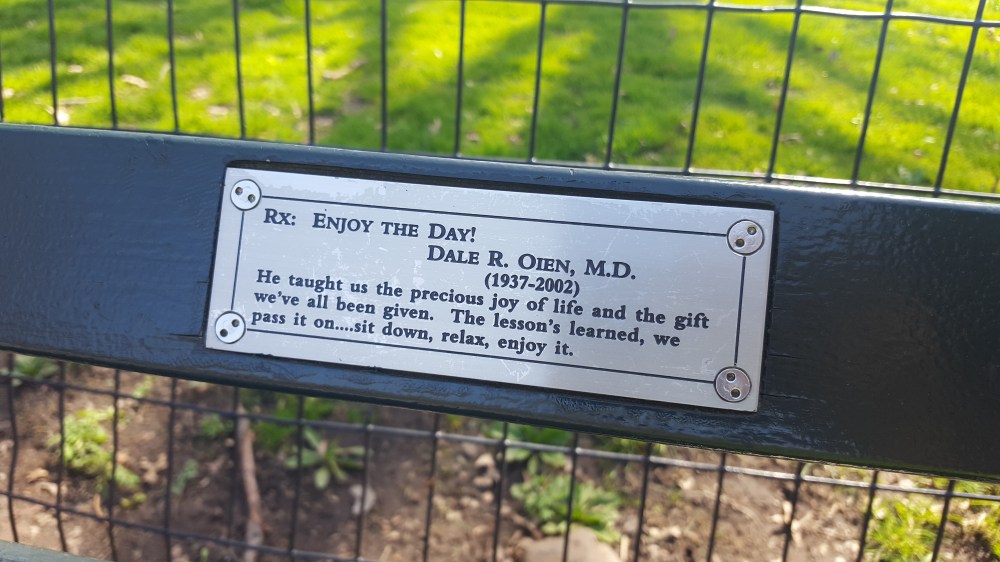 Rx: Enjoy the Day!
Dale R. Oien, M.D.
(1937-2002)
He taught us the precious joy of life and the gift
we've all been given. The lesson's learned, we
pass it on....sit down, relax, enjoy it.